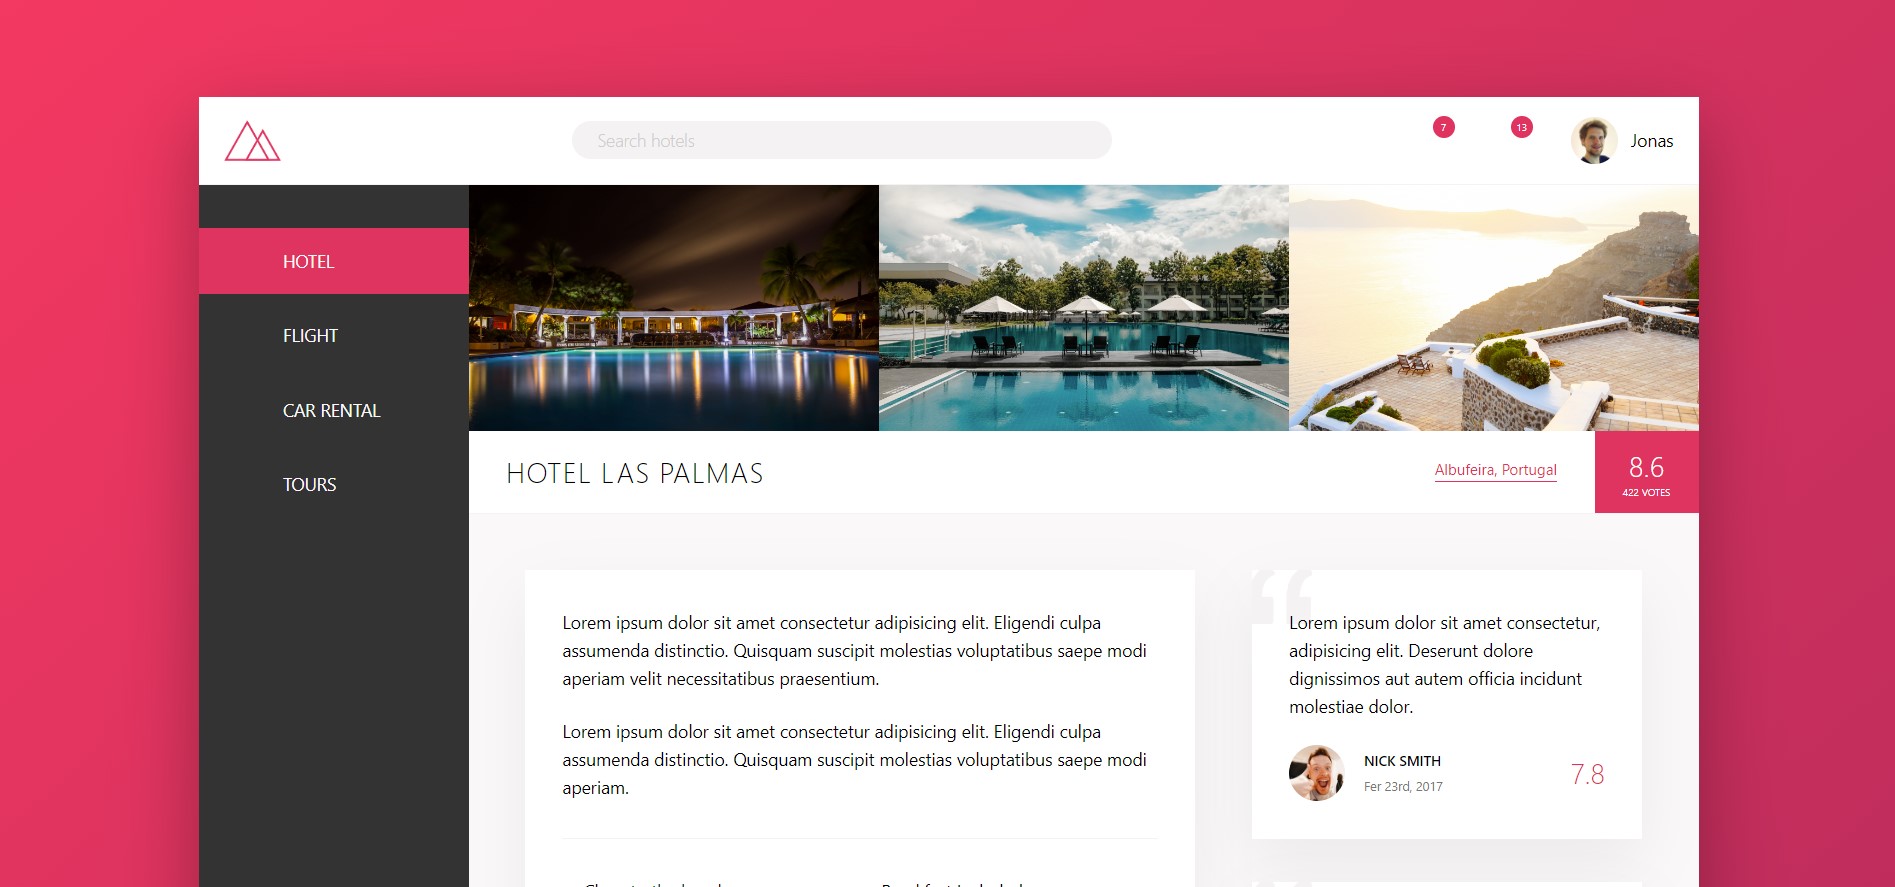 Search hotels
7
13
Jonas
HOTEL
FLIGHT
CAR RENTAL
TOURS
HOTEL LAS PALMAS
Albufeira, Portugal
8.6
422 VOTES
Lorem ipsum dolor sit amet consectetur adipisicing elit. Eligendi culpa
assumenda distinctio. Quisquam suscipit molestias voluptatibus saepe modi
aperiam velit necessitatibus praesentium.
Lorem ipsum dolor sit amet consectetur adipisicing elit. Eligendi culpa
assumenda distinctio. Quisquam suscipit molestias voluptatibus saepe modi
aperiam.
“
Lorem ipsum dolor sit amet consectetur,
adipisicing elit. Deserunt dolore
dignissimos aut autem officia incidunt
molestiae dolor.
NICK SMITH
Fer 23rd, 2017
7.8